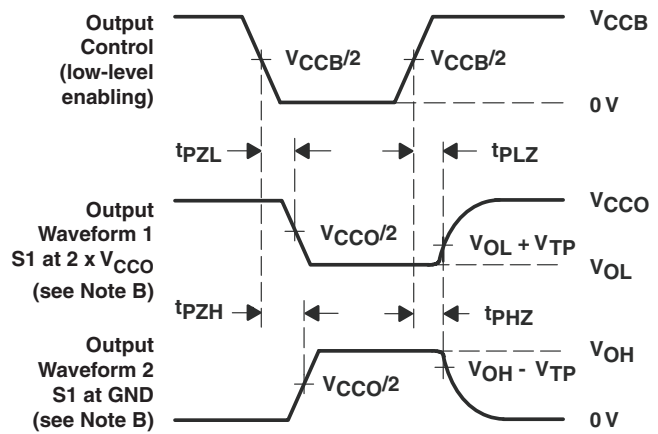 Output
Control
(low-level
enabling)
VCCB/2
VCCB/2
VCCB
0 V
tPZL
tPLZ
Output
Waveform 1
S1 at 2 x VCCO
(see Note B)
VCCO/2
VCCO
VOL + VTP
VOL
tPZH
tPHZ
Output
Waveform 2
S1 at GND
(see Note B)
VCCO/2
VOH
VOH - VTP
0 V